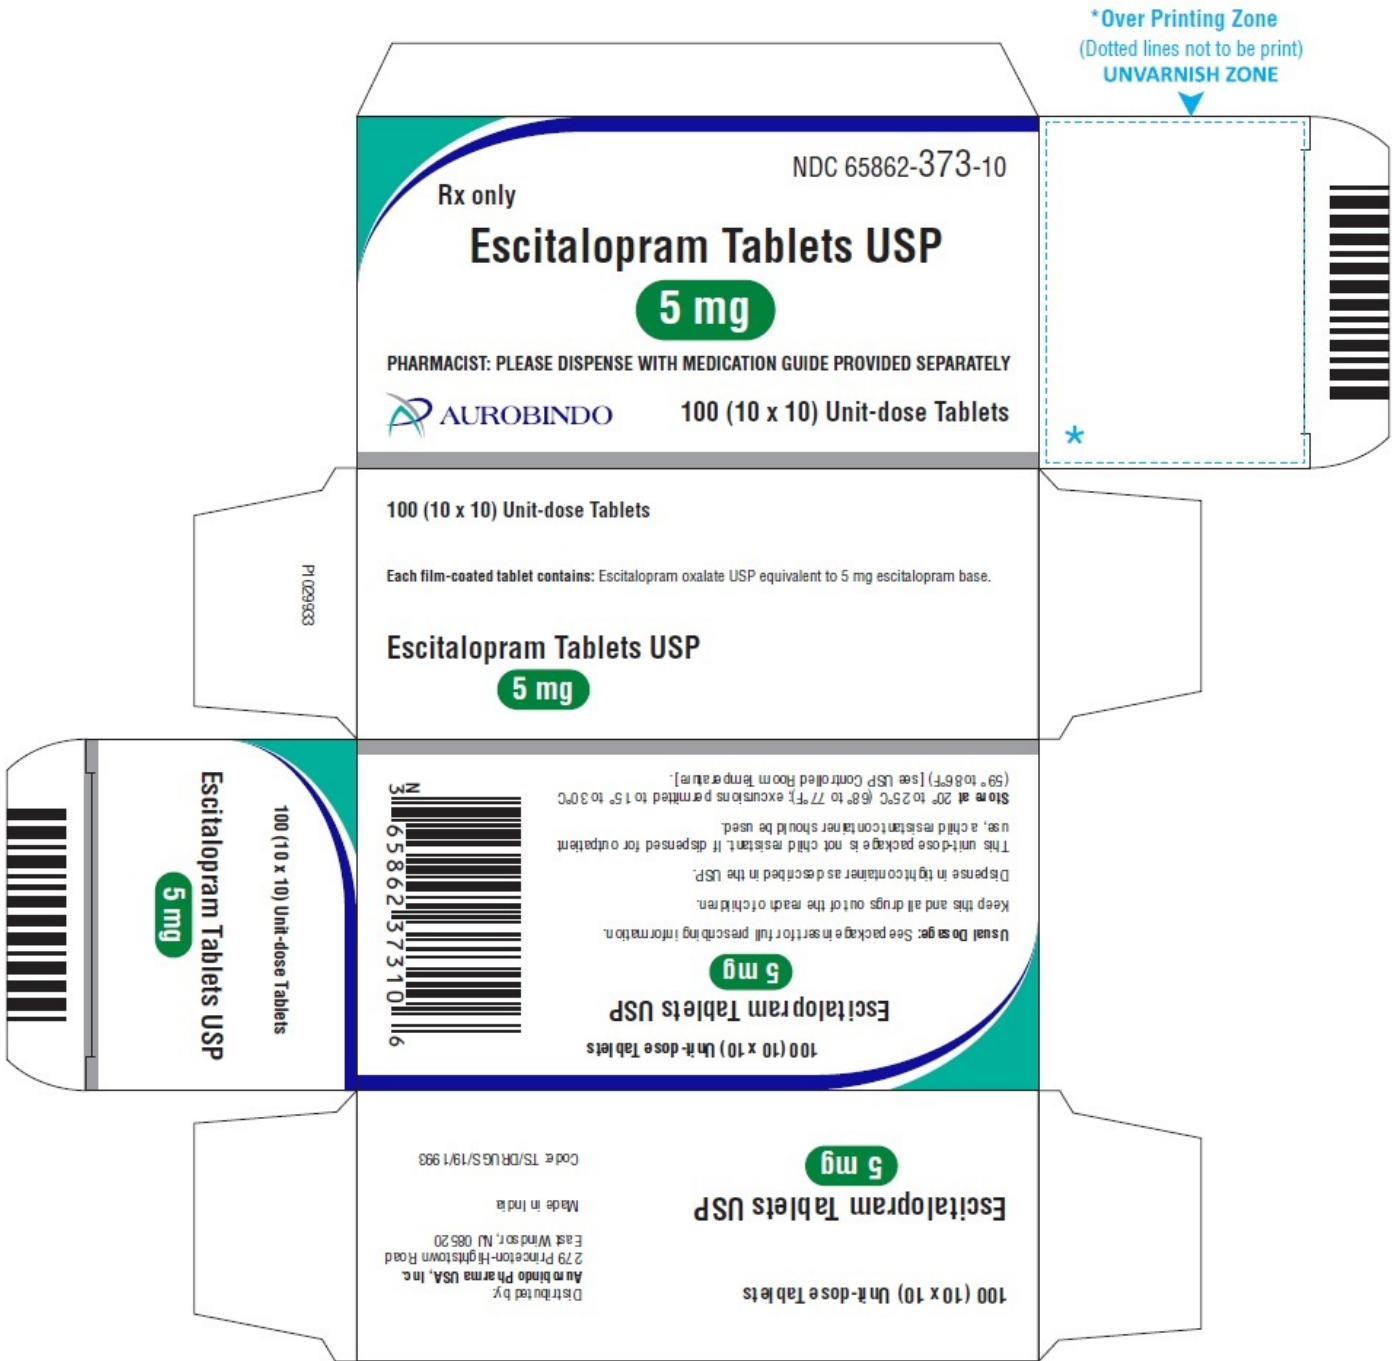 *Over Printing Zone
(Dotted lines not to be print)
UNVARNISH ZONE
NDC 65862-373-10
Rx only
Escitalopram Tablets USP
5 mg
PHARMACIST: PLEASE DISPENSE WITH MEDICATION GUIDE PROVIDED SEPARATELY
AUROBINDO
100 (10 x 10) Unit-dose Tablets
*
100 (10 x 10) Unit-dose Tablets
Each film-coated tablet contains: Escitalopram oxalate USP equivalent to 5 mg escitalopram base.
Escitalopram Tablets USP
5 mg
PI 029933
100 (10 x 10) Unit-dose Tablets
Escitalopram Tablets USP
5 mg
100 (10 x 10) Unit-dose Tablets
Escitalopram Tablets USP
5 mg
Usual Dosage: See package insert for full prescribing information.
Keep this and all drugs out of the reach of children.
Dispense in tight container as described in the USP.
This unit-dose package is not child resistant. If dispensed for outpatient
use, a child resistant container should be used.
Store at 20° to 25°C (68° to 77°F); excursions permitted to 15° to 30°C
(59° to 86°F) [see USP Controlled Room Temperature].
N
3 65862 37310 6
100 (10 x 10) Unit-dose Tablets
Escitalopram Tablets USP
5 mg
Distributed by:
Aurobindo Pharma USA, Inc.
279 Princeton-Hightstown Road
East Windsor, NJ 08520
Made in India
Code: TS/DRUGS/19/1993